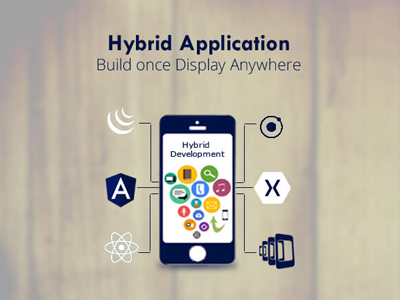 Hybrid Application
Build once Display Anywhere
Hybrid
Development
A
X